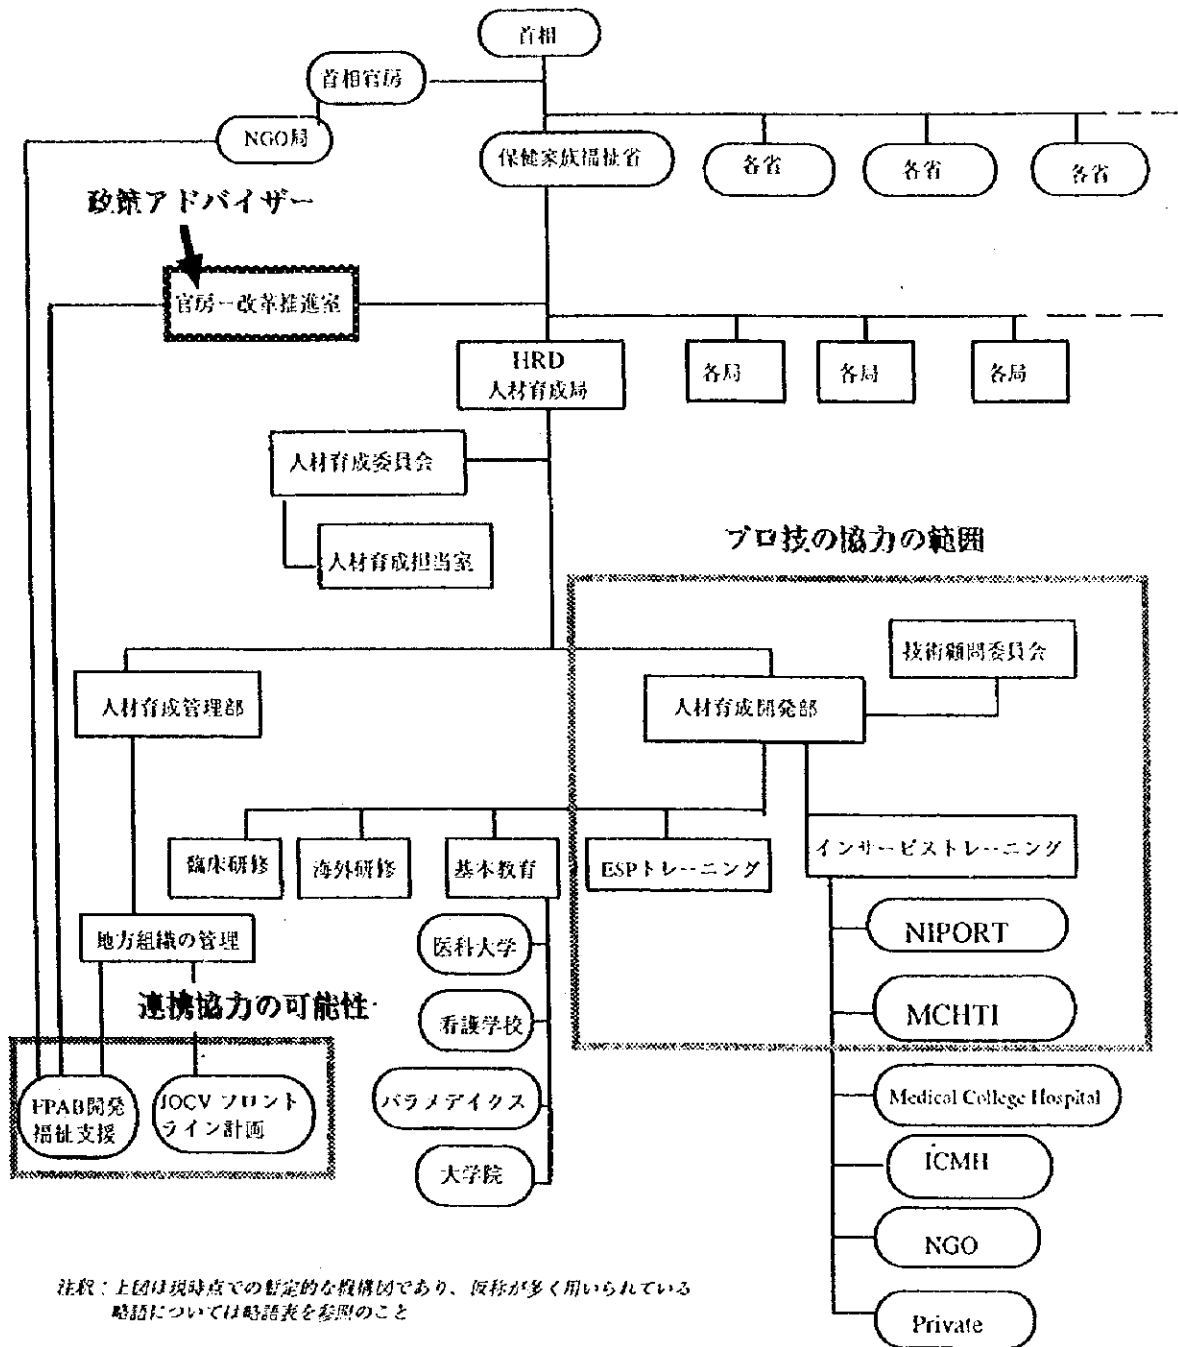 首相
首相官房
NGO局
保健家族福祉省
各省
各省
各省
政策アドバイザー
官房一改革推進室
HRD
人材育成局
各局
各局
各局
人材育成委員会
人材育成担当室
プロ技の協力の範囲
技術顧問委員会
人材育成管理部
人材育成開発部
臨床研修
海外研修
基本教育
ESPトレーニング
インサービストレーニング
地方組織の管理
医科大学
NIPORT
連携協力の可能性
看護学校
MCHTI
FPAB開発
福祉支援
JOCV フロント
ライン計画
パラメデイクス
Medical College Hospital
大学院
ICMH
NGO
Private
注釈：上図は現時点での暫定的な機構図であり、仮称が多く用いられている
略語については略語表を参照のこと